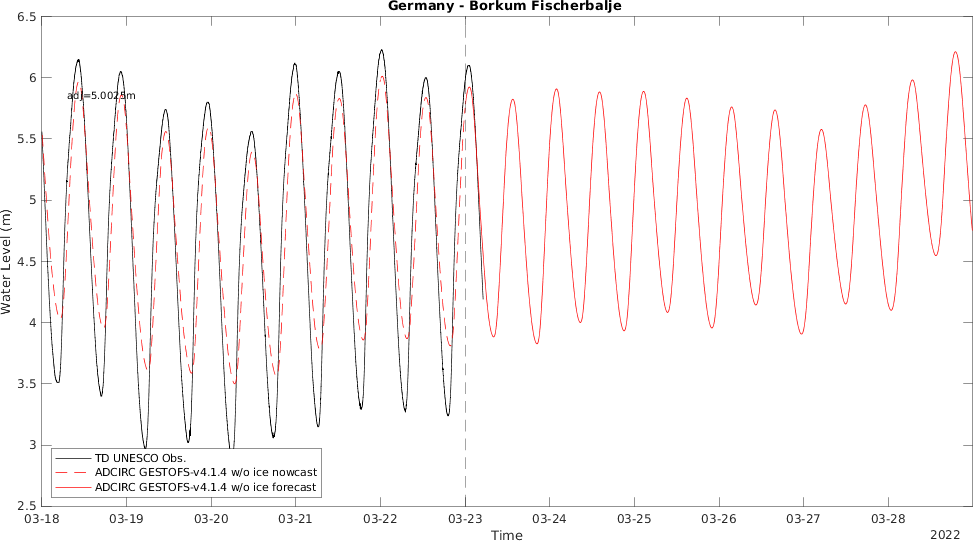 Germany - Borkum Fischerbalje
6.5
6
5.5
5
4.5
4
3.5
3
2.5
Water Level (m)
adj=5.0025m
TD UNESCO Obs.
ADCIRC GESTOFS-v4.1.4 w/o ice nowcast
ADCIRC GESTOFS-v4.1.4 w/o ice forecast
03-18 03-19 03-20 03-21 03-22 03-23 03-24 03-25 03-26 03-27 03-28
Time
2022